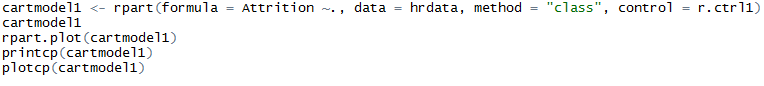 cartmodel1 <- rpart(formula = Attrition ~., data = hrdata, method = "class", control = r.ctrl1)
cartmodel1
rpart.plot(cartmodel1)
printcp(cartmodel1)
plotcp(cartmodel1)